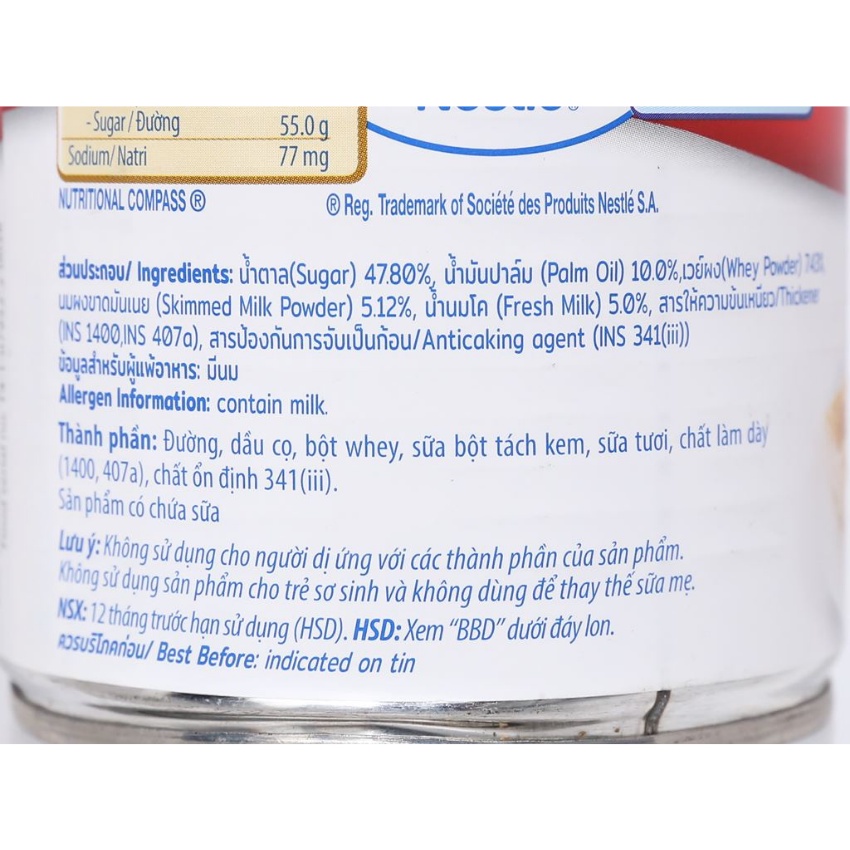 - Sugar / Đường 55.0 g
Sodium/ Natri 77 mg
NUTRITIONAL COMPASS ®
® Reg. Trademark of Société des Produits Nestlé S.A.
ส่วนประกอบ/ Ingredients: น้ำตาล(Sugar) 47.80%, น้ำมันปาล์ม (Palm Oil) 10.0%,เวย์ผง(Whey Powder)
นมผงขาดมันเนย (Skimmed Milk Powder) 5.12%, น้ำนมโค (Fresh Milk) 5.0%, สารให้ความข้นเหนียว/Thickener
(INS 1400,INS 407a), สารป้องกันการจับเป็นก้อน/Anticaking agent (INS 341(iii))
ข้อมูลสำหรับผู้แพ้อาหาร: มีนม
Allergen Information: contain milk.
Thành phần: Đường, dầu cọ, bột whey, sữa bột tách kem, sữa tươi, chất làm dày
(1400, 407a), chất ổn định 341(iii).
Sản phẩm có chứa sữa
Lưu ý: Không sử dụng cho người dị ứng với các thành phần của sản phẩm.
Không sử dụng sản phẩm cho trẻ sơ sinh và không dùng để thay thế sữa mẹ.
NSX: 12 tháng trước hạn sử dụng (HSD). HSD: Xem “BBD” dưới đáy lon.
ควรบริโภคก่อน/ Best Before: indicated on tin